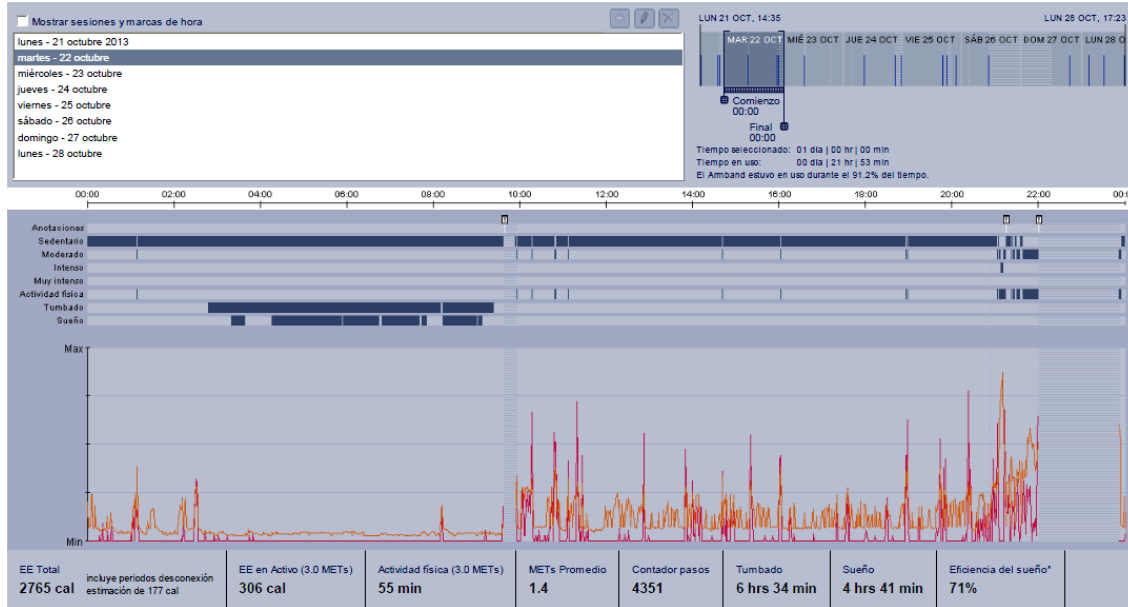 Mostrar sesiones y marcas de hora
lunes - 21 octubre 2013
martes - 22 octubre
miércoles - 23 octubre
jueves - 24 octubre
viernes - 25 octubre
sábado - 26 octubre
domingo - 27 octubre
lunes - 28 octubre
LUN 21 OCT, 14:35 LUN 28 OCT, 17:23
MAR 22 OCT MIÉ 23 OCT JUE 24 OCT VIE 25 OCT SÁB 26 OCT DOM 27 OCT LUN 28 O
Comienzo
00:00
Final
00:00
Tiempo seleccionado: 01 día | 00 hr | 00 min
Tiempo en uso: 00 día | 21 hr | 53 min
El Armband estuvo en uso durante el 91.2% del tiempo.
00:00 02:00 04:00 06:00 08:00 10:00 12:00 14:00 16:00 18:00 20:00 22:00 00:
Anotaciones
Sedentario
Moderado
Intenso
Muy intenso
Actividad física
Tumbado
Sueño
Max
Min
EE Total
2765 cal
incluye periodos desconexión
estimación de 177 cal
EE en Activo (3.0 METs)
306 cal
Actividad física (3.0 METs)
55 min
METs Promedio
1.4
Contador pasos
4351
Tumbado
6 hrs 34 min
Sueño
4 hrs 41 min
Eficiencia del sueño*
71%